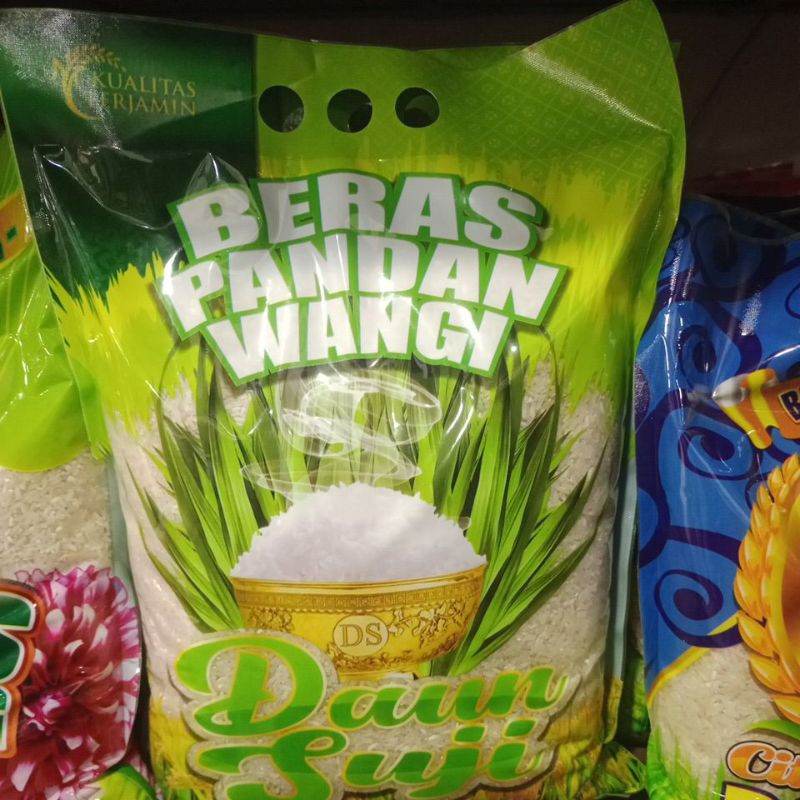 KUALITAS
TERJAMIN
BERAS
PANDAN
WANGI
DS
Daun
Suji